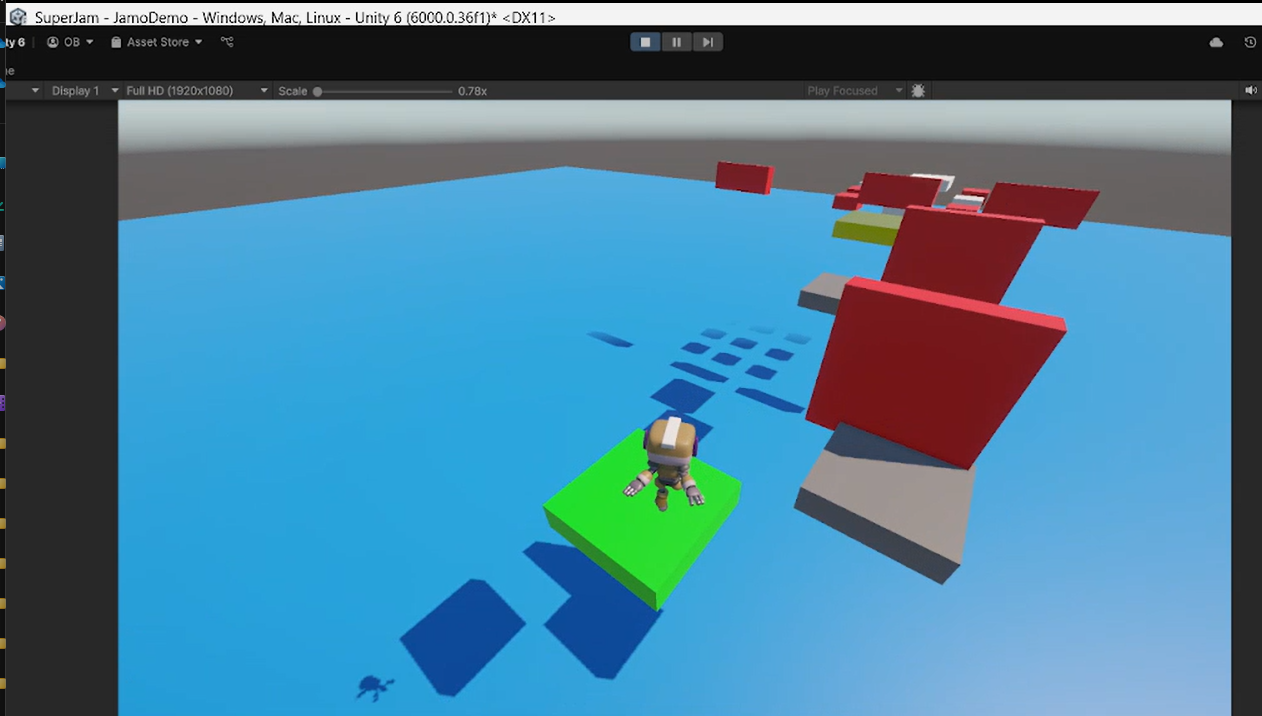 SuperJam - JamoDemo - Windows, Mac, Linux - Unity 6 (6000.0.36f1)* <DX11>
ty 6 OB Asset Store
ne
Display 1 Full HD (1920x1080) Scale 0.78x Play Focused